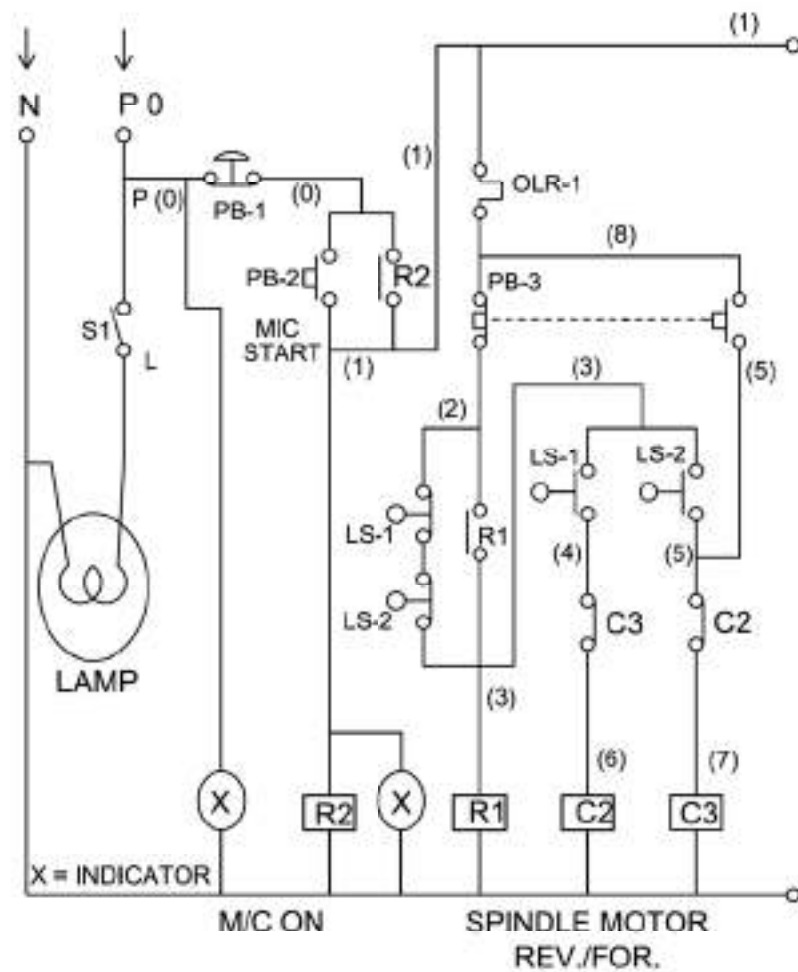 (1)
N
P 0
P (0)
PB-1
(0)
(1)
OLR-1
(8)
PB-2
R2
PB-3
S1
L
MIC
START
(1)
(3)
(5)
(2)
LS-1
LS-2
LS-1
R1
(4)
(5)
LS-2
C3
C2
LAMP
(3)
(6)
(7)
X
R2
X
R1
C2
C3
X = INDICATOR
M/C ON
SPINDLE MOTOR
REV./FOR.